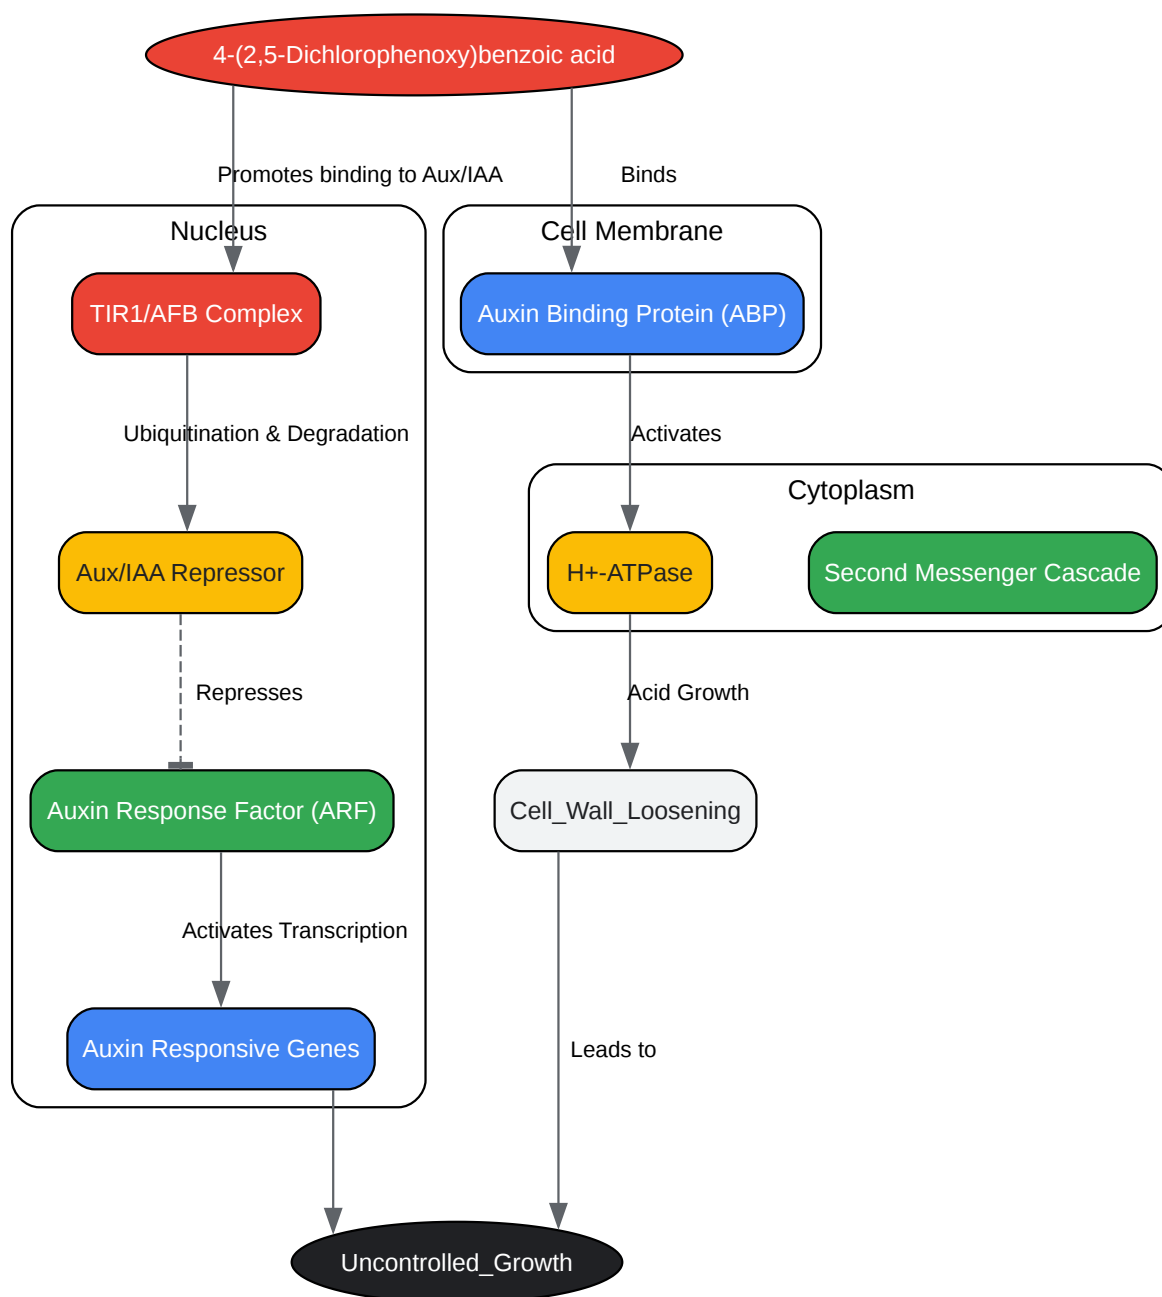 4-(2,5-Dichlorophenoxy)benzoic acid
Promotes binding to Aux/IAA
Binds
Nucleus
Cell Membrane
TIR1/AFB Complex
Auxin Binding Protein (ABP)
Ubiquitination & Degradation
Activates
Cytoplasm
Aux/IAA Repressor
H+-ATPase
Second Messenger Cascade
Represses
Acid Growth
Auxin Response Factor (ARF)
Cell_Wall_Loosening
Activates Transcription
Auxin Responsive Genes
Leads to
Uncontrolled_Growth